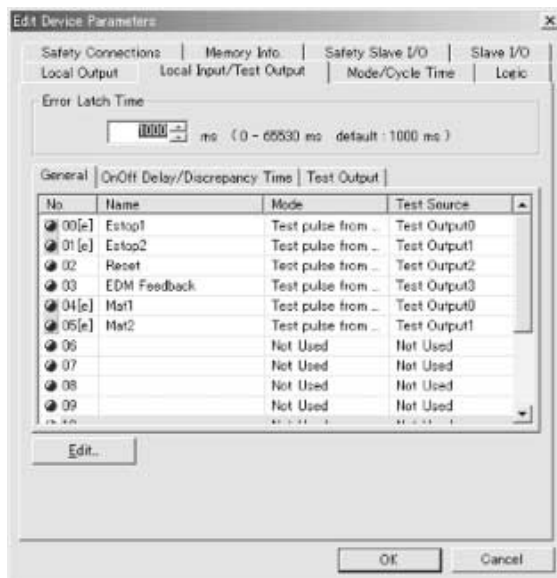 Edit Device Parameters
Safety Connections | Memory Info. | Safety Slave I/O | Slave I/O
Local Output | Local Input/Test Output | Mode/Cycle Time | Logic
Error Latch Time
1000 ms ( 0 - 65530 ms default : 1000 ms )
General | OnOff Delay/Discrepancy Time | Test Output
No. Name Mode Test Source
00[e] Estop1 Test pulse from ... Test Output0
01[e] Estop2 Test pulse from ... Test Output1
02 Reset Test pulse from ... Test Output2
03 EDM Feedback Test pulse from ... Test Output3
04[e] Mat1 Test pulse from ... Test Output0
05[e] Mat2 Test pulse from ... Test Output1
06 Not Used Not Used
07 Not Used Not Used
08 Not Used Not Used
09 Not Used Not Used
Edit...
OK Cancel